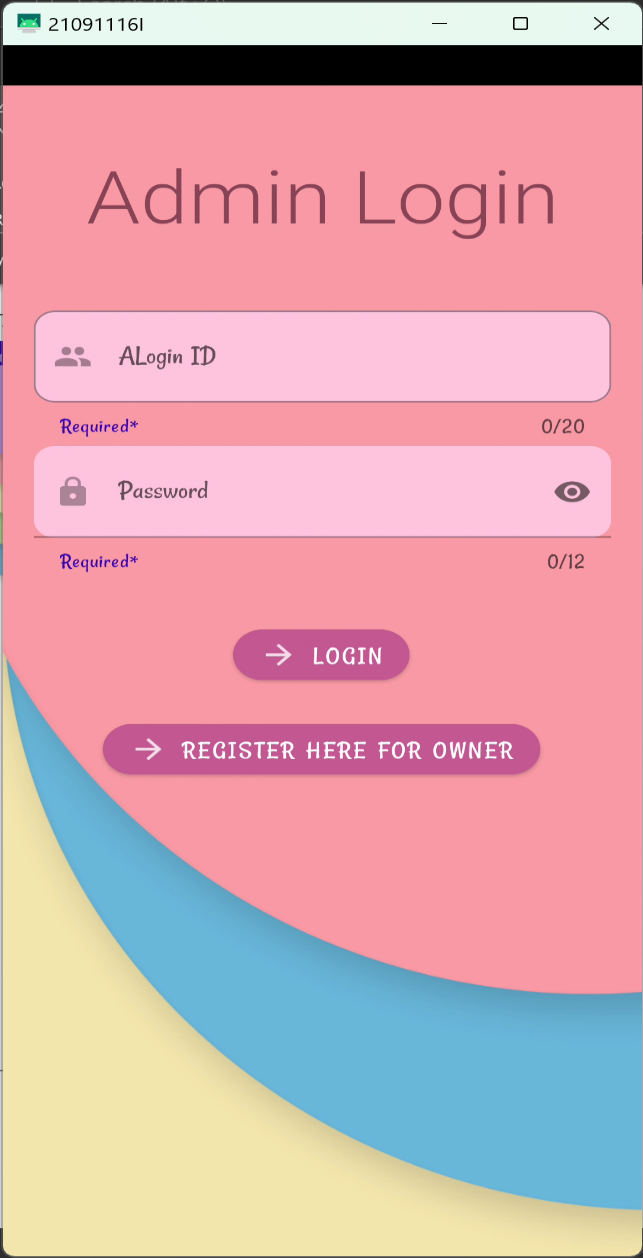 21091116I
Admin Login
ALogin ID
Required*
0/20
Password
Required*
0/12
LOGIN
REGISTER HERE FOR OWNER